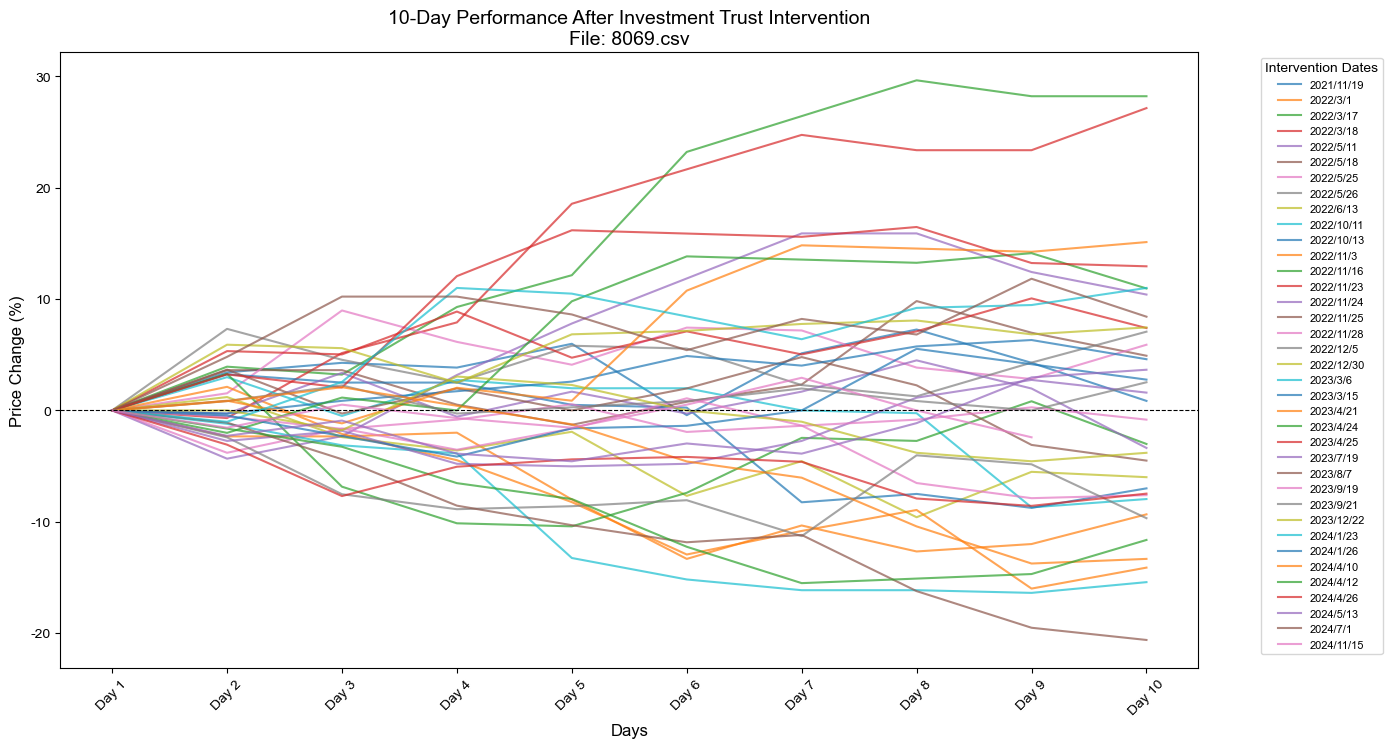 10-Day Performance After Investment Trust Intervention
File: 8069.csv
Price Change (%)
30
20
10
0
-10
-20
Day 1
Day 2
Day 3
Day 4
Day 5
Day 6
Day 7
Day 8
Day 9
Day 10
Days
Intervention Dates
2021/11/19
2022/3/1
2022/3/17
2022/3/18
2022/5/11
2022/5/18
2022/5/25
2022/5/26
2022/6/13
2022/10/11
2022/10/13
2022/11/3
2022/11/16
2022/11/23
2022/11/24
2022/11/25
2022/11/28
2022/12/5
2022/12/30
2023/3/6
2023/3/15
2023/4/21
2023/4/24
2023/4/25
2023/7/19
2023/8/7
2023/9/19
2023/9/21
2023/12/22
2024/1/23
2024/1/26
2024/4/10
2024/4/12
2024/4/26
2024/5/13
2024/7/1
2024/11/15